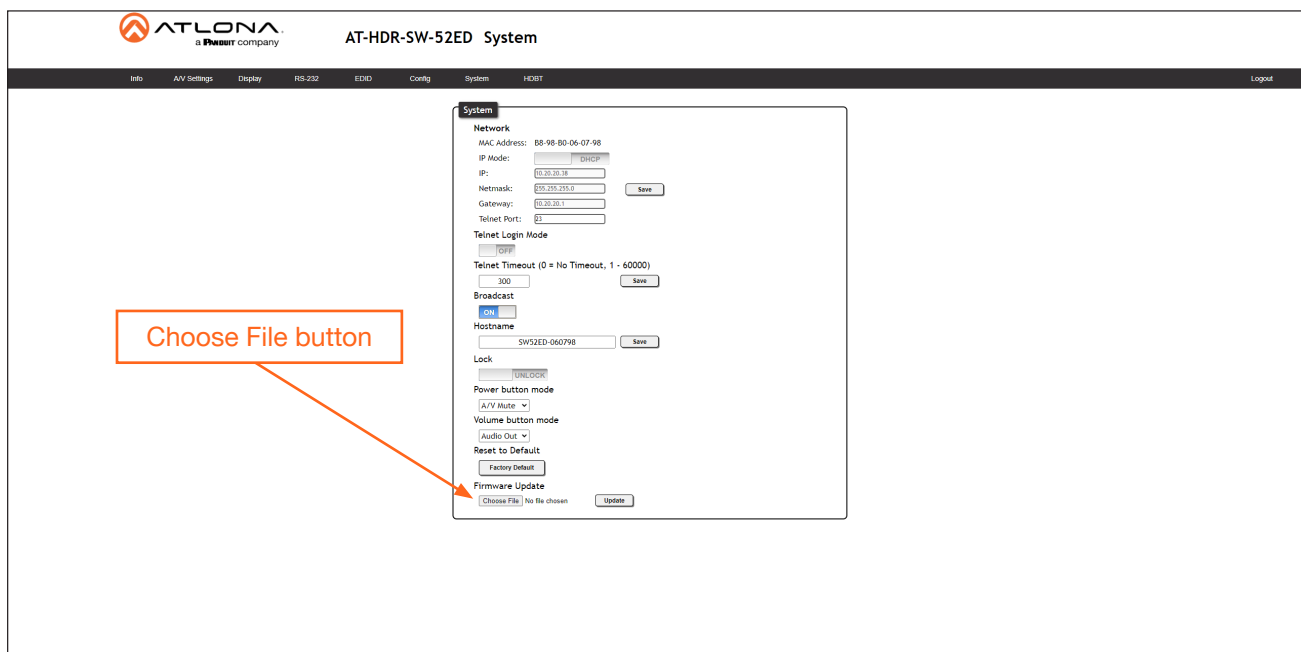 ATLONA.
a PANDUIT company
AT-HDR-SW-52ED System
Info A/V Settings Display RS-232 EDID Config System HDBT Logout
System
Network
MAC Address: B8-98-B0-06-07-98
IP Mode: DHCP
IP: 10.20.20.38
Netmask: 255.255.255.0 Save
Gateway: 10.20.20.1
Telnet Port: 23
Telnet Login Mode
OFF
Telnet Timeout (0 = No Timeout, 1 - 60000)
300 Save
Broadcast
ON
Hostname
SW52ED-060798 Save
Lock
UNLOCK
Power button mode
A/V Mute
Volume button mode
Audio Out
Reset to Default
Factory Default
Firmware Update
Choose File No file chosen Update
Choose File button